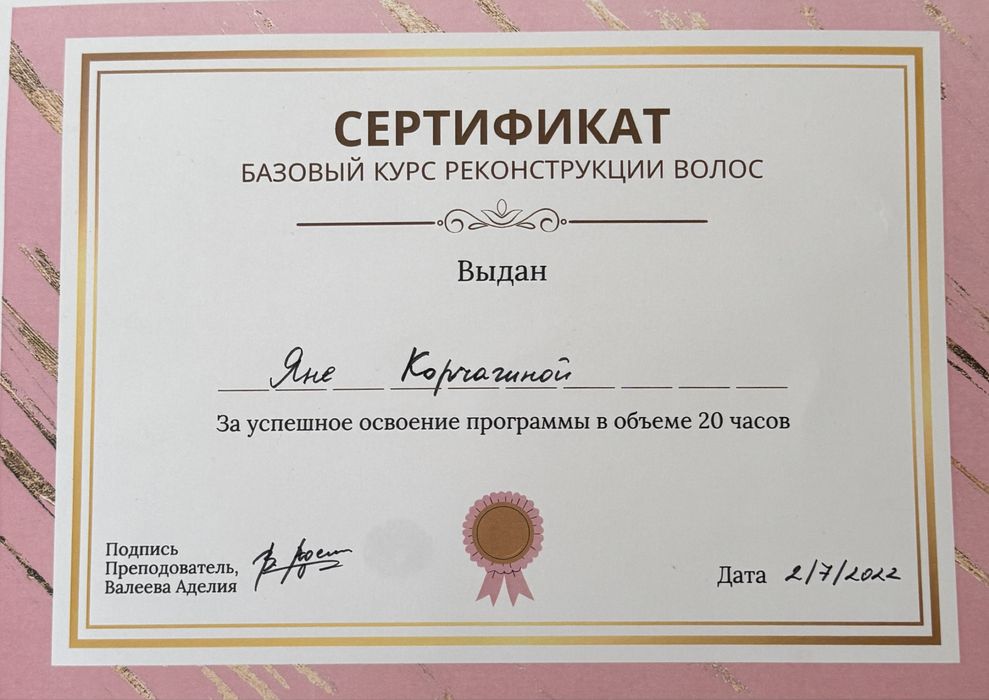 СЕРТИФИКАТ
БАЗОВЫЙ КУРС РЕКОНСТРУКЦИИ ВОЛОС
Выдан
Яне Корчагиной
За успешное освоение программы в объеме 20 часов
Подпись
Преподователь,
Валеева Аделия
Дата 2/7/2022